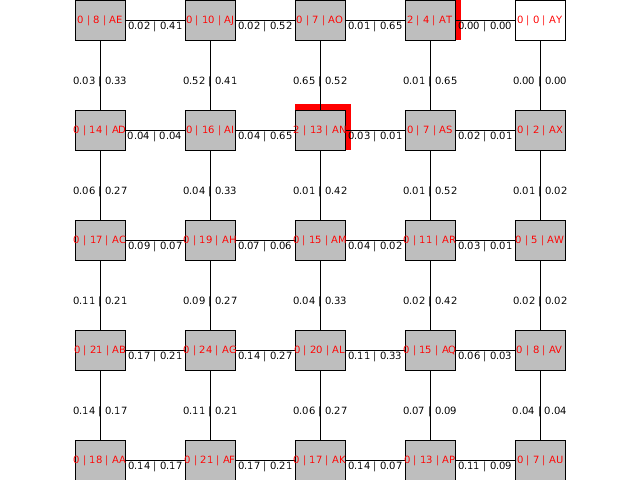 0 | 8 | AE 0.02 | 0.41 0 | 10 | AJ 0.02 | 0.52 0 | 7 | AO 0.01 | 0.65 2 | 4 | AT 0.00 | 0.00 0 | 0 | AY
0.03 | 0.33 0.52 | 0.41 0.65 | 0.52 0.01 | 0.65 0.00 | 0.00
0 | 14 | AD 0.04 | 0.04 0 | 16 | AI 0.04 | 0.65 2 | 13 | AN 0.03 | 0.01 0 | 7 | AS 0.02 | 0.01 0 | 2 | AX
0.06 | 0.27 0.04 | 0.33 0.01 | 0.42 0.01 | 0.52 0.01 | 0.02
0 | 17 | AC 0.09 | 0.07 0 | 19 | AH 0.07 | 0.06 0 | 15 | AM 0.04 | 0.02 0 | 11 | AR 0.03 | 0.01 0 | 5 | AW
0.11 | 0.21 0.09 | 0.27 0.04 | 0.33 0.02 | 0.42 0.02 | 0.02
0 | 21 | AB 0.17 | 0.21 0 | 24 | AG 0.14 | 0.27 0 | 20 | AL 0.11 | 0.33 0 | 15 | AQ 0.06 | 0.03 0 | 8 | AV
0.14 | 0.17 0.11 | 0.21 0.06 | 0.27 0.07 | 0.09 0.04 | 0.04
0 | 18 | AA 0.14 | 0.17 0 | 21 | AF 0.17 | 0.21 0 | 17 | AK 0.14 | 0.07 0 | 13 | AP 0.11 | 0.09 0 | 7 | AU